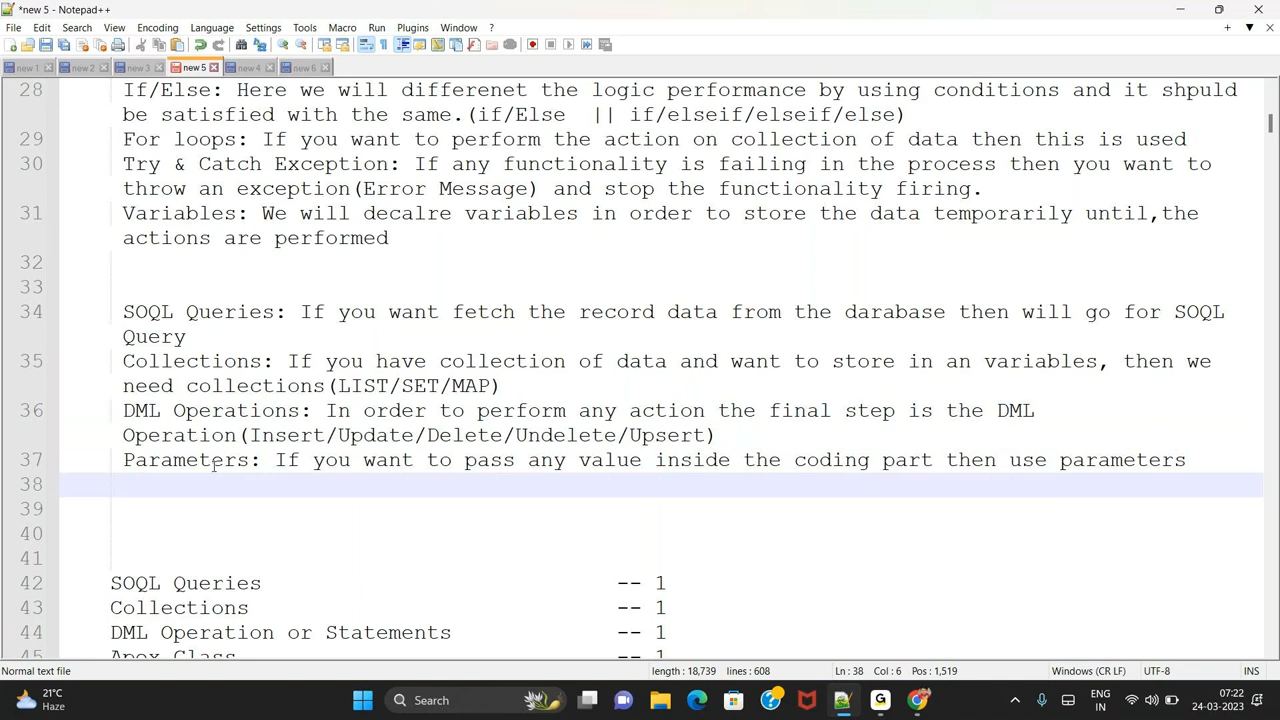 *new 5 - Notepad++
File Edit Search View Encoding Language Settings Tools Macro Run Plugins Window ?
new 1 new 2 new 3 new 5 new 4 new 6
28 If/Else: Here we will differenet the logic performance by using conditions and it shpuld
be satisfied with the same.(if/Else || if/elseif/elseif/else)
29 For loops: If you want to perform the action on collection of data then this is used
30 Try & Catch Exception: If any functionality is failing in the process then you want to
throw an exception(Error Message) and stop the functionality firing.
31 Variables: We will decalre variables in order to store the data temporarily until,the
actions are performed
32
33
34 SOQL Queries: If you want fetch the record data from the darabase then will go for SOQL
Query
35 Collections: If you have collection of data and want to store in an variables, then we
need collections(LIST/SET/MAP)
36 DML Operations: In order to perform any action the final step is the DML
Operation(Insert/Update/Delete/Undelete/Upsert)
37 Parameters: If you want to pass any value inside the coding part then use parameters
38
39
40
41
42 SOQL Queries -- 1
43 Collections -- 1
44 DML Operation or Statements -- 1
45 Apex Class -- 1
Normal text file length : 18,739 lines : 608 Ln : 38 Col : 6 Pos : 1,519 Windows (CR LF) UTF-8 INS
21°C
Haze
Search
ENG
IN
07:22
24-03-2023